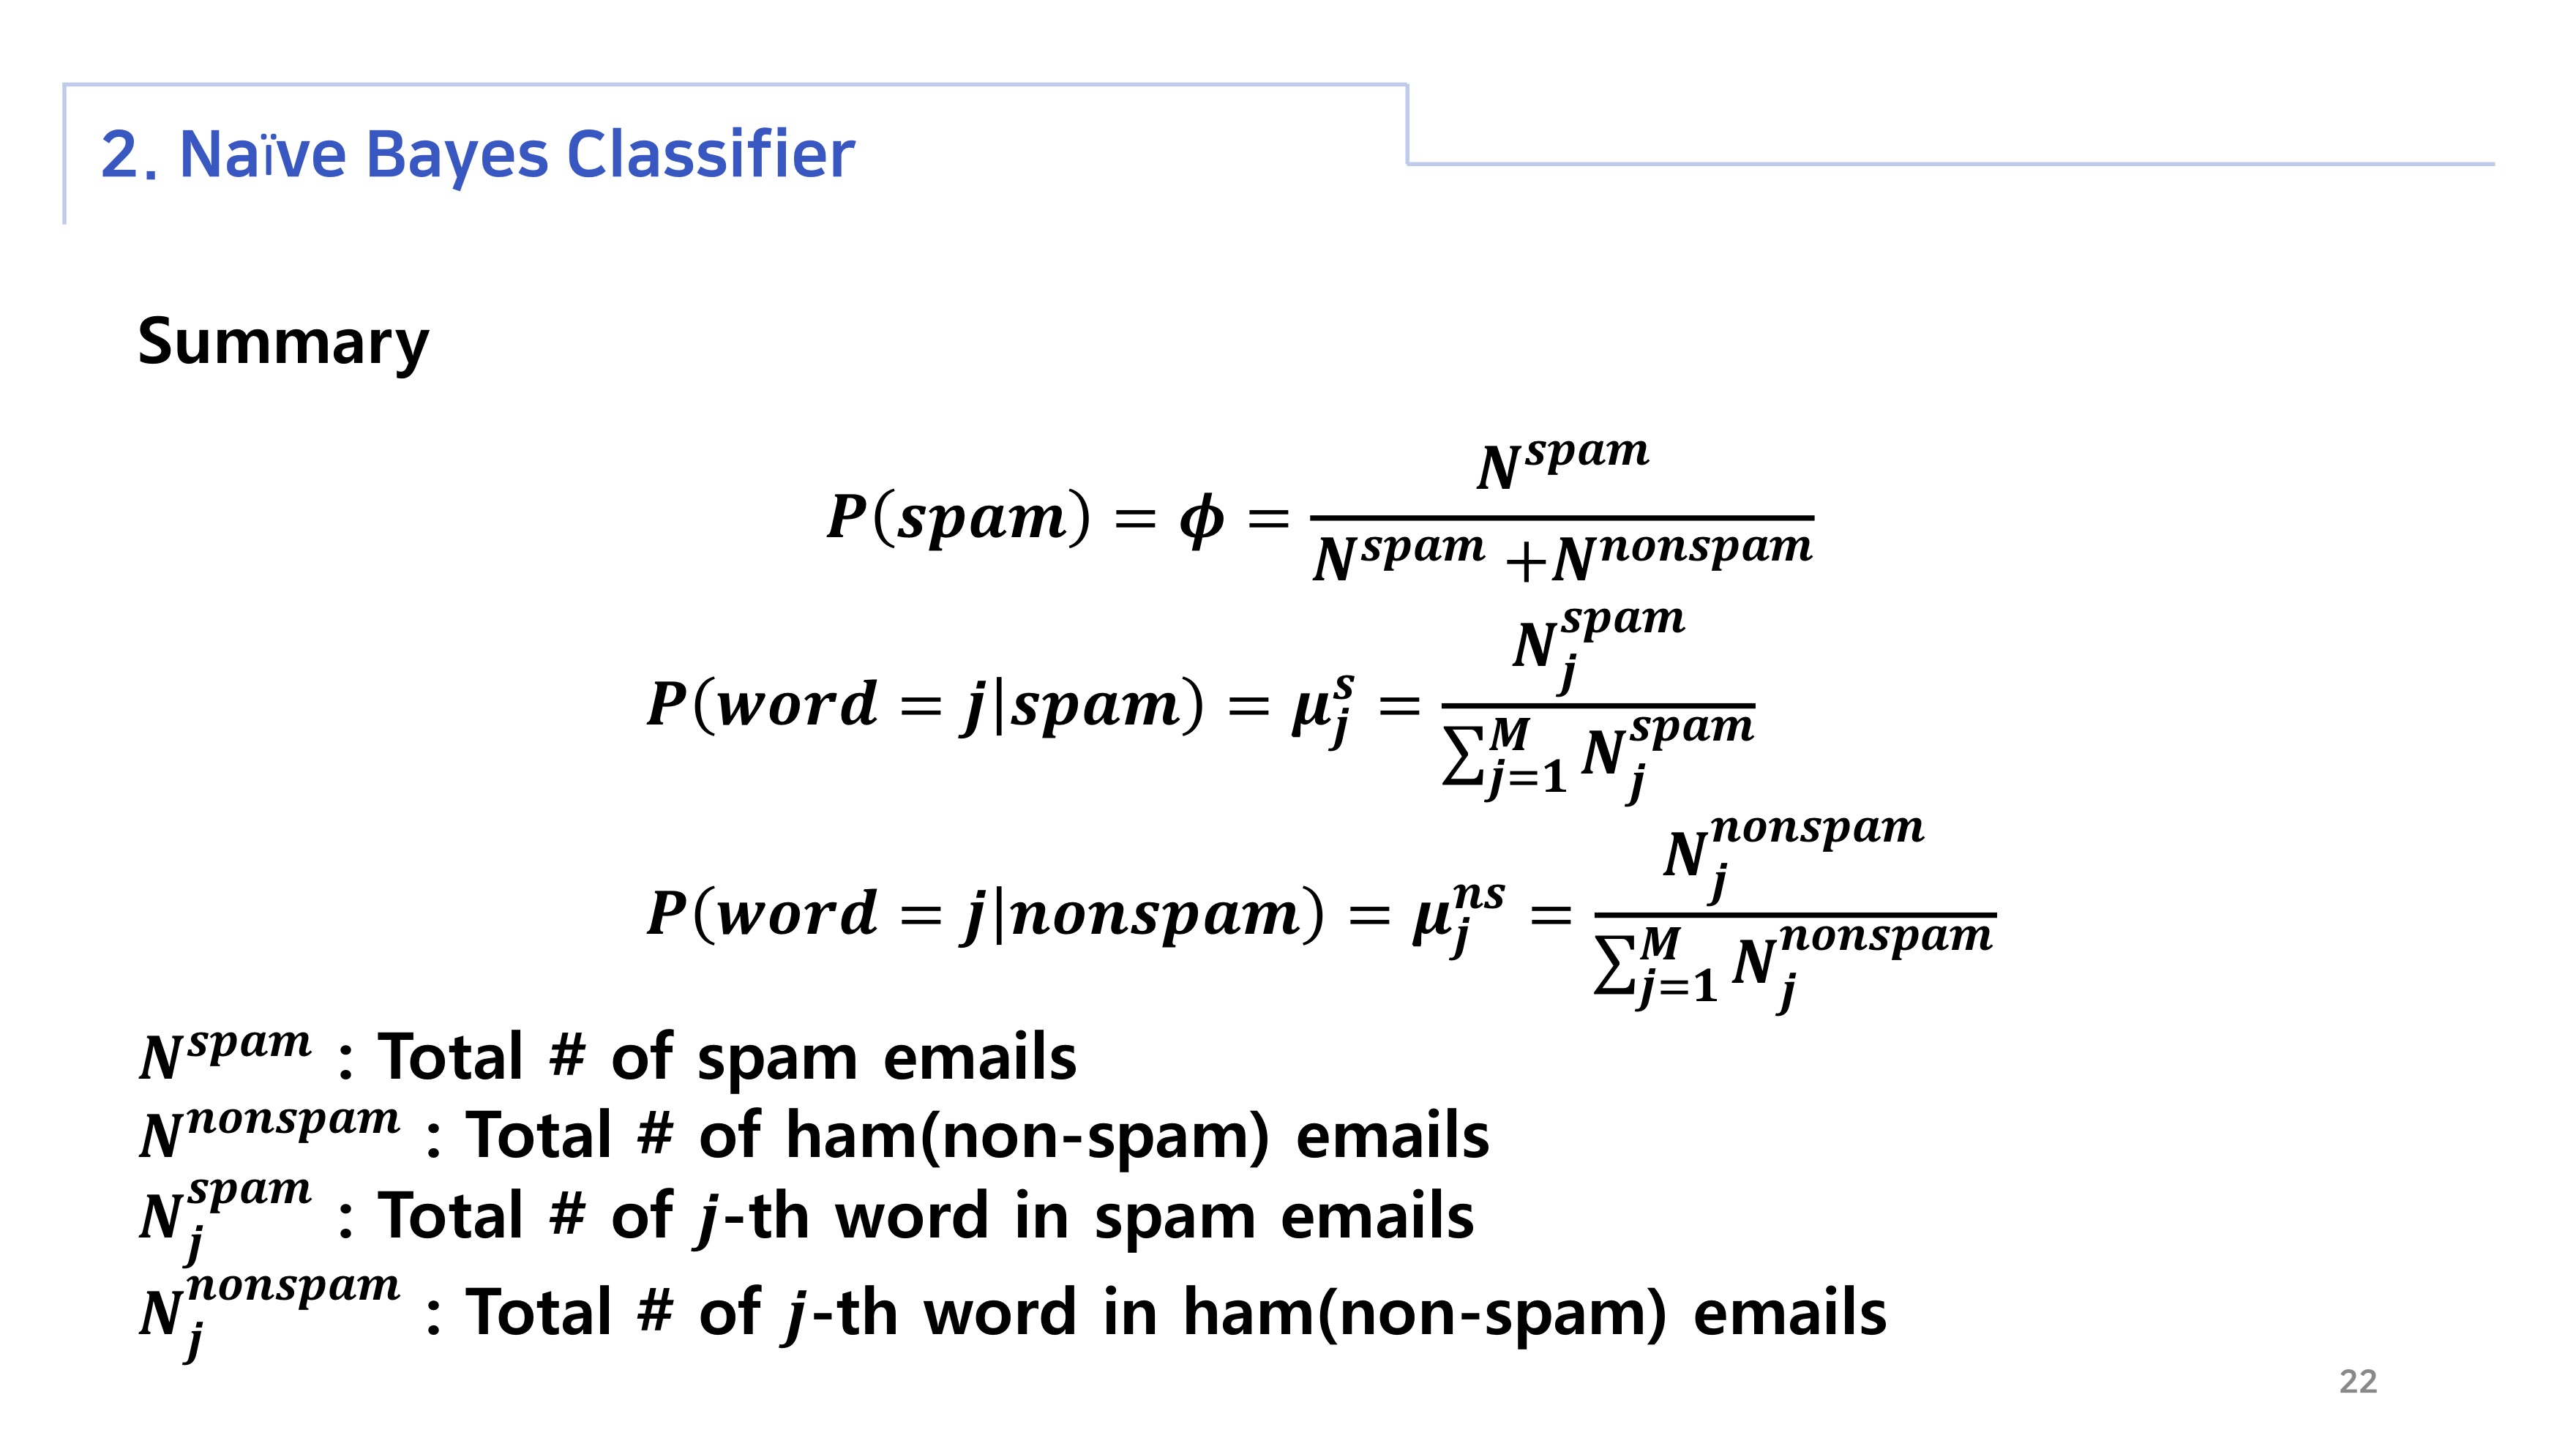 2. Naïve Bayes Classifier
Summary
$P(spam) = \phi = \frac{N^{spam}}{N^{spam} + N^{nonspam}}$
$P(word = j|spam) = \mu_j^s = \frac{N_j^{spam}}{\sum_{j=1}^{M} N_j^{spam}}$
$P(word = j|nonspam) = \mu_j^{ns} = \frac{N_j^{nonspam}}{\sum_{j=1}^{M} N_j^{nonspam}}$
$N^{spam}$ : Total # of spam emails
$N^{nonspam}$ : Total # of ham(non-spam) emails
$N_j^{spam}$ : Total # of $j$-th word in spam emails
$N_j^{nonspam}$ : Total # of $j$-th word in ham(non-spam) emails
22